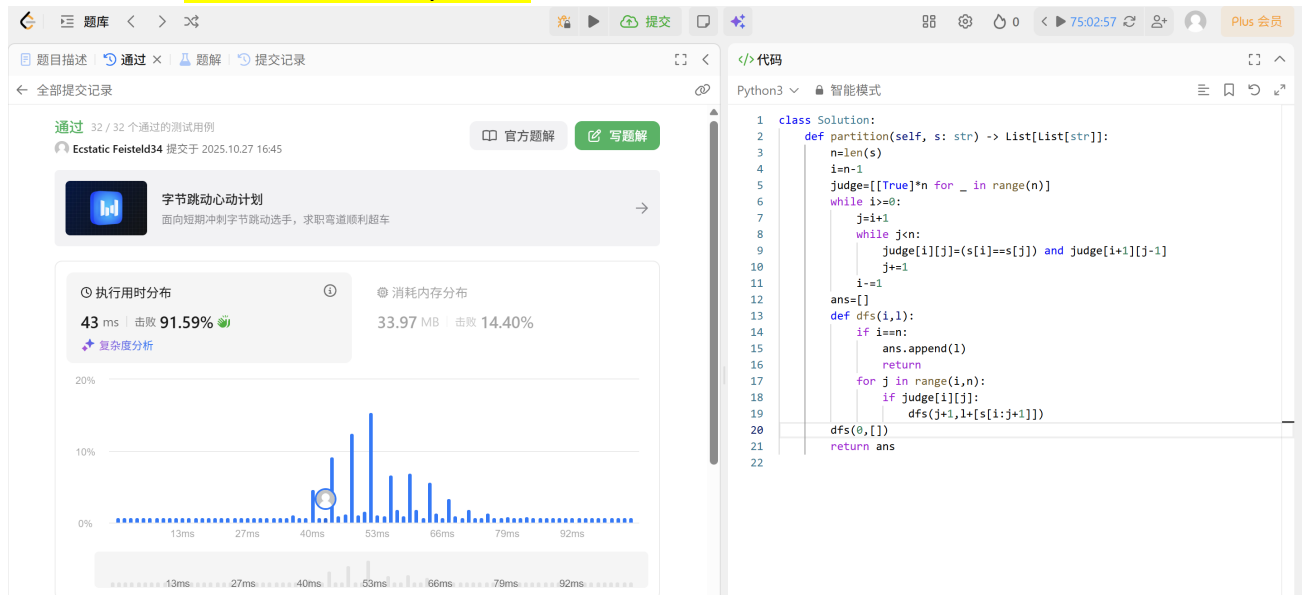 题库
提交
0
75:02:57
Plus 会员
题目描述
通过
题解
提交记录
全部提交记录
通过 32 / 32 个通过的测试用例
Ecstatic Feisteld34 提交于 2025.10.27 16:45
官方题解
写题解
字节跳动心动计划
面向短期冲刺字节跳动选手，求职弯道顺利超车
执行用时分布
43 ms 击败 91.59%
复杂度分析
消耗内存分布
33.97 MB 击败 14.40%
20%
10%
0%
13ms 27ms 40ms 53ms 66ms 79ms 92ms
13ms 27ms 40ms 53ms 66ms 79ms 92ms
</> 代码
Python3 智能模式
1 class Solution:
2 def partition(self, s: str) -> List[List[str]]:
3 n=len(s)
4 i=n-1
5 judge=[[True]*n for _ in range(n)]
6 while i>=0:
7 j=i+1
8 while j<n:
9 judge[i][j]=(s[i]==s[j]) and judge[i+1][j-1]
10 j+=1
11 i-=1
12 ans=[]
13 def dfs(i,l):
14 if i==n:
15 ans.append(l)
16 return
17 for j in range(i,n):
18 if judge[i][j]:
19 dfs(j+1,l+[s[i:j+1]])
20 dfs(0,[])
21 return ans
22